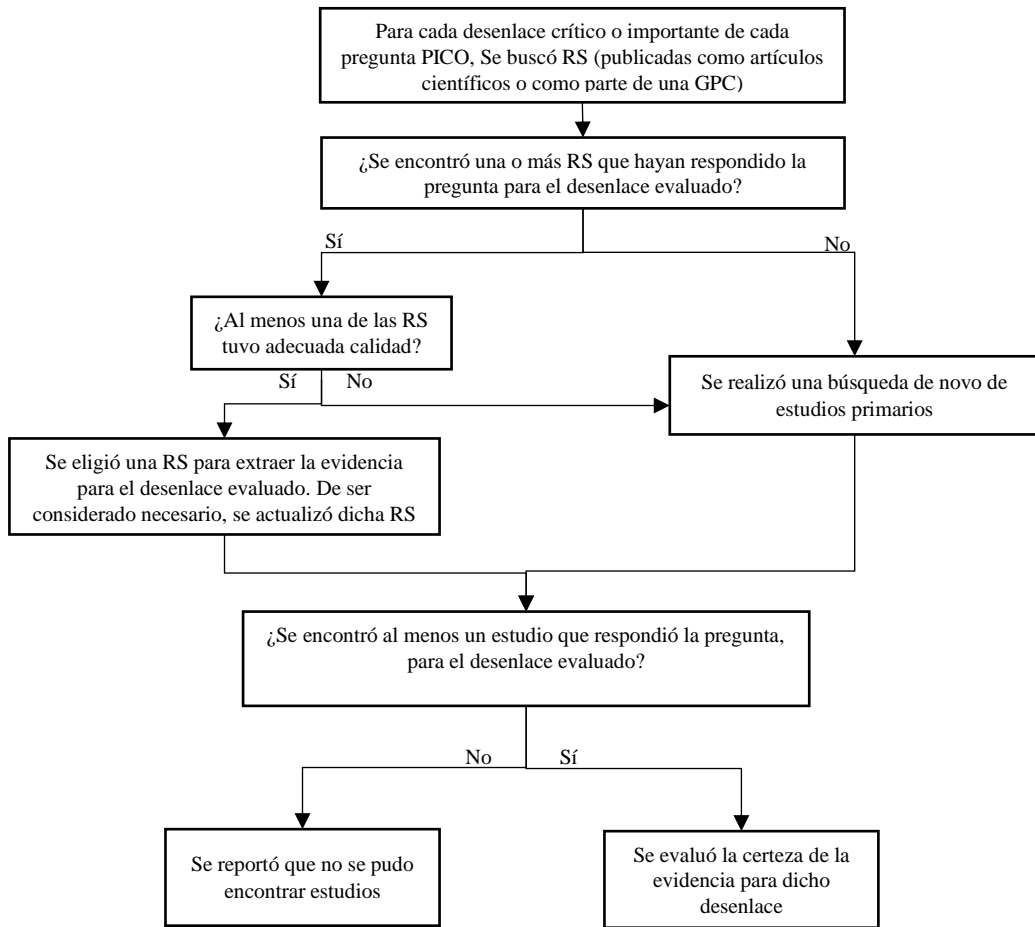 Para cada desenlace crítico o importante de cada
pregunta PICO, Se buscó RS (publicadas como artículos
científicos o como parte de una GPC)
¿Se encontró una o más RS que hayan respondido la
pregunta para el desenlace evaluado?
Sí
No
¿Al menos una de las RS
tuvo adecuada calidad?
Sí
No
Se realizó una búsqueda de novo de
estudios primarios
Se eligió una RS para extraer la evidencia
para el desenlace evaluado. De ser
considerado necesario, se actualizó dicha RS
¿Se encontró al menos un estudio que respondió la pregunta,
para el desenlace evaluado?
No
Sí
Se reportó que no se pudo
encontrar estudios
Se evaluó la certeza de la
evidencia para dicho
desenlace